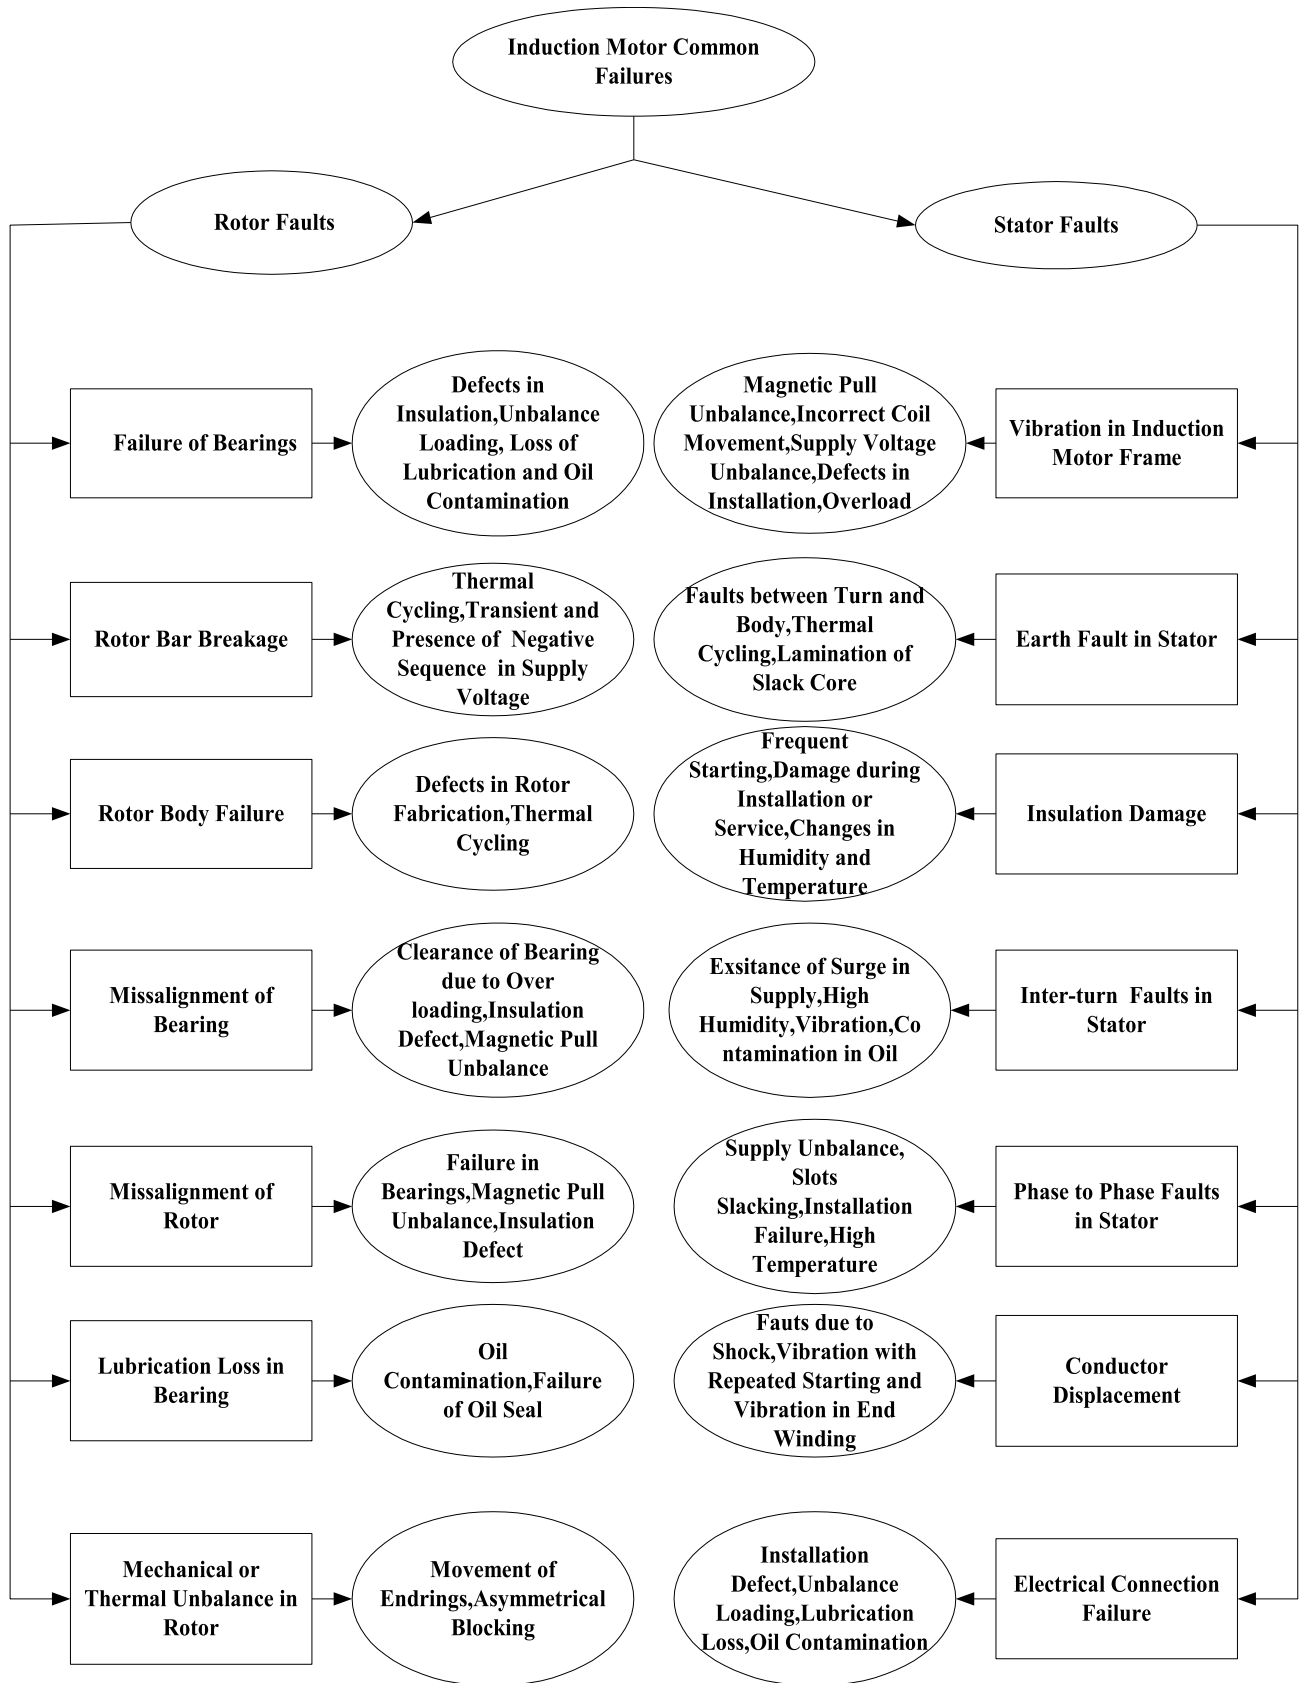 Induction Motor Common
Failures
Rotor Faults
Stator Faults
Failure of Bearings
Defects in
Insulation,Unbalance
Loading, Loss of
Lubrication and Oil
Contamination
Magnetic Pull
Unbalance,Incorrect Coil
Movement,Supply Voltage
Unbalance,Defects in
Installation,Overload
Vibration in Induction
Motor Frame
Rotor Bar Breakage
Thermal
Cycling,Transient and
Presence of  Negative
Sequence  in Supply
Voltage
Faults between Turn and
Body,Thermal
Cycling,Lamination of
Slack Core
Earth Fault in Stator
Rotor Body Failure
Defects in Rotor
Fabrication,Thermal
Cycling
Frequent
Starting,Damage during
Installation or
Service,Changes in
Humidity and
Temperature
Insulation Damage
Missalignment of
Bearing
Clearance of Bearing
due to Over
loading,Insulation
Defect,Magnetic Pull
Unbalance
Exsitance of Surge in
Supply,High
Humidity,Vibration,Co
ntamination in Oil
Inter-turn  Faults in
Stator
Missalignment of
Rotor
Failure in
Bearings,Magnetic Pull
Unbalance,Insulation
Defect
Supply Unbalance,
Slots
Slacking,Installation
Failure,High
Temperature
Phase to Phase Faults
in Stator
Lubrication Loss in
Bearing
Oil
Contamination,Failure
of Oil Seal
Fauts due to
Shock,Vibration with
Repeated Starting and
Vibration in End
Winding
Conductor
Displacement
Mechanical or
Thermal Unbalance in
Rotor
Movement of
Endrings,Asymmetrical
Blocking
Installation
Defect,Unbalance
Loading,Lubrication
Loss,Oil Contamination
Electrical Connection
Failure